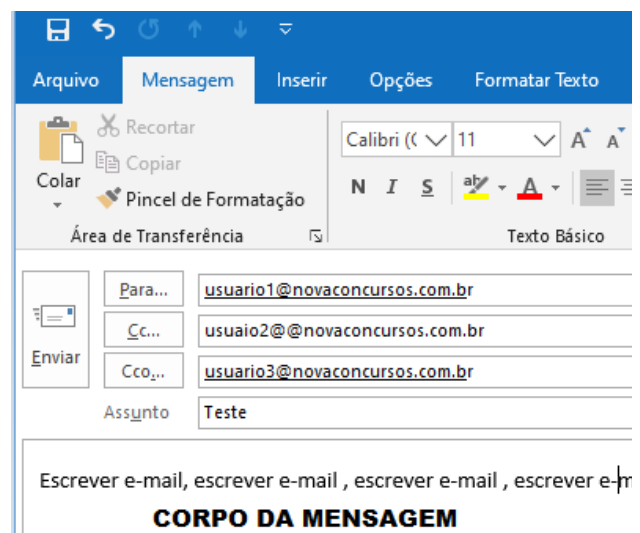 Arquivo Mensagem Inserir Opções Formatar Texto
Recortar
Copiar
Colar
Pincel de Formatação
Calibri (( 11 A A
N I S ab A
Área de Transferência Texto Básico
Enviar
Para... usuario1@novaconcursos.com.br
Cc... usuaio2@@novaconcursos.com.br
Cco... usuario3@novaconcursos.com.br
Assunto Teste
Escrever e-mail, escrever e-mail , escrever e-mail , escrever e-m
CORPO DA MENSAGEM